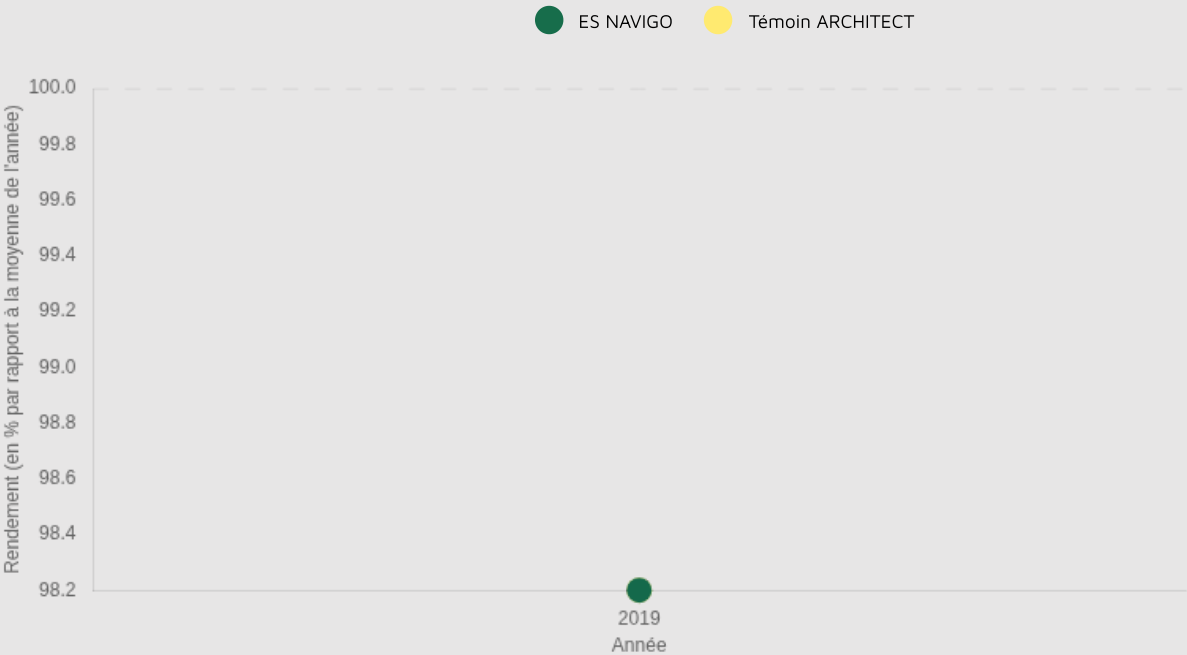 ES NAVIGO
Témoin ARCHITECT
Rendement (en % par rapport à la moyenne de l'année)
100.0
99.8
99.6
99.4
99.2
99.0
98.8
98.6
98.4
98.2
2019
Année